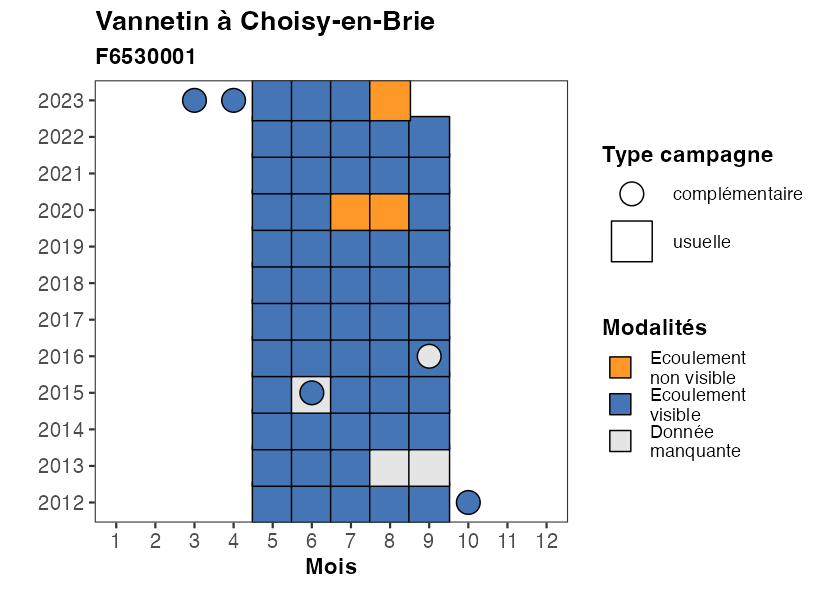 Vannetin à Choisy-en-Brie
F6530001
2023
2022
2021
2020
2019
2018
2017
2016
2015
2014
2013
2012
1 2 3 4 5 6 7 8 9 10 11 12
Mois
Type campagne
complémentaire
usuelle
Modalités
Ecoulement
non visible
Ecoulement
visible
Donnée
manquante